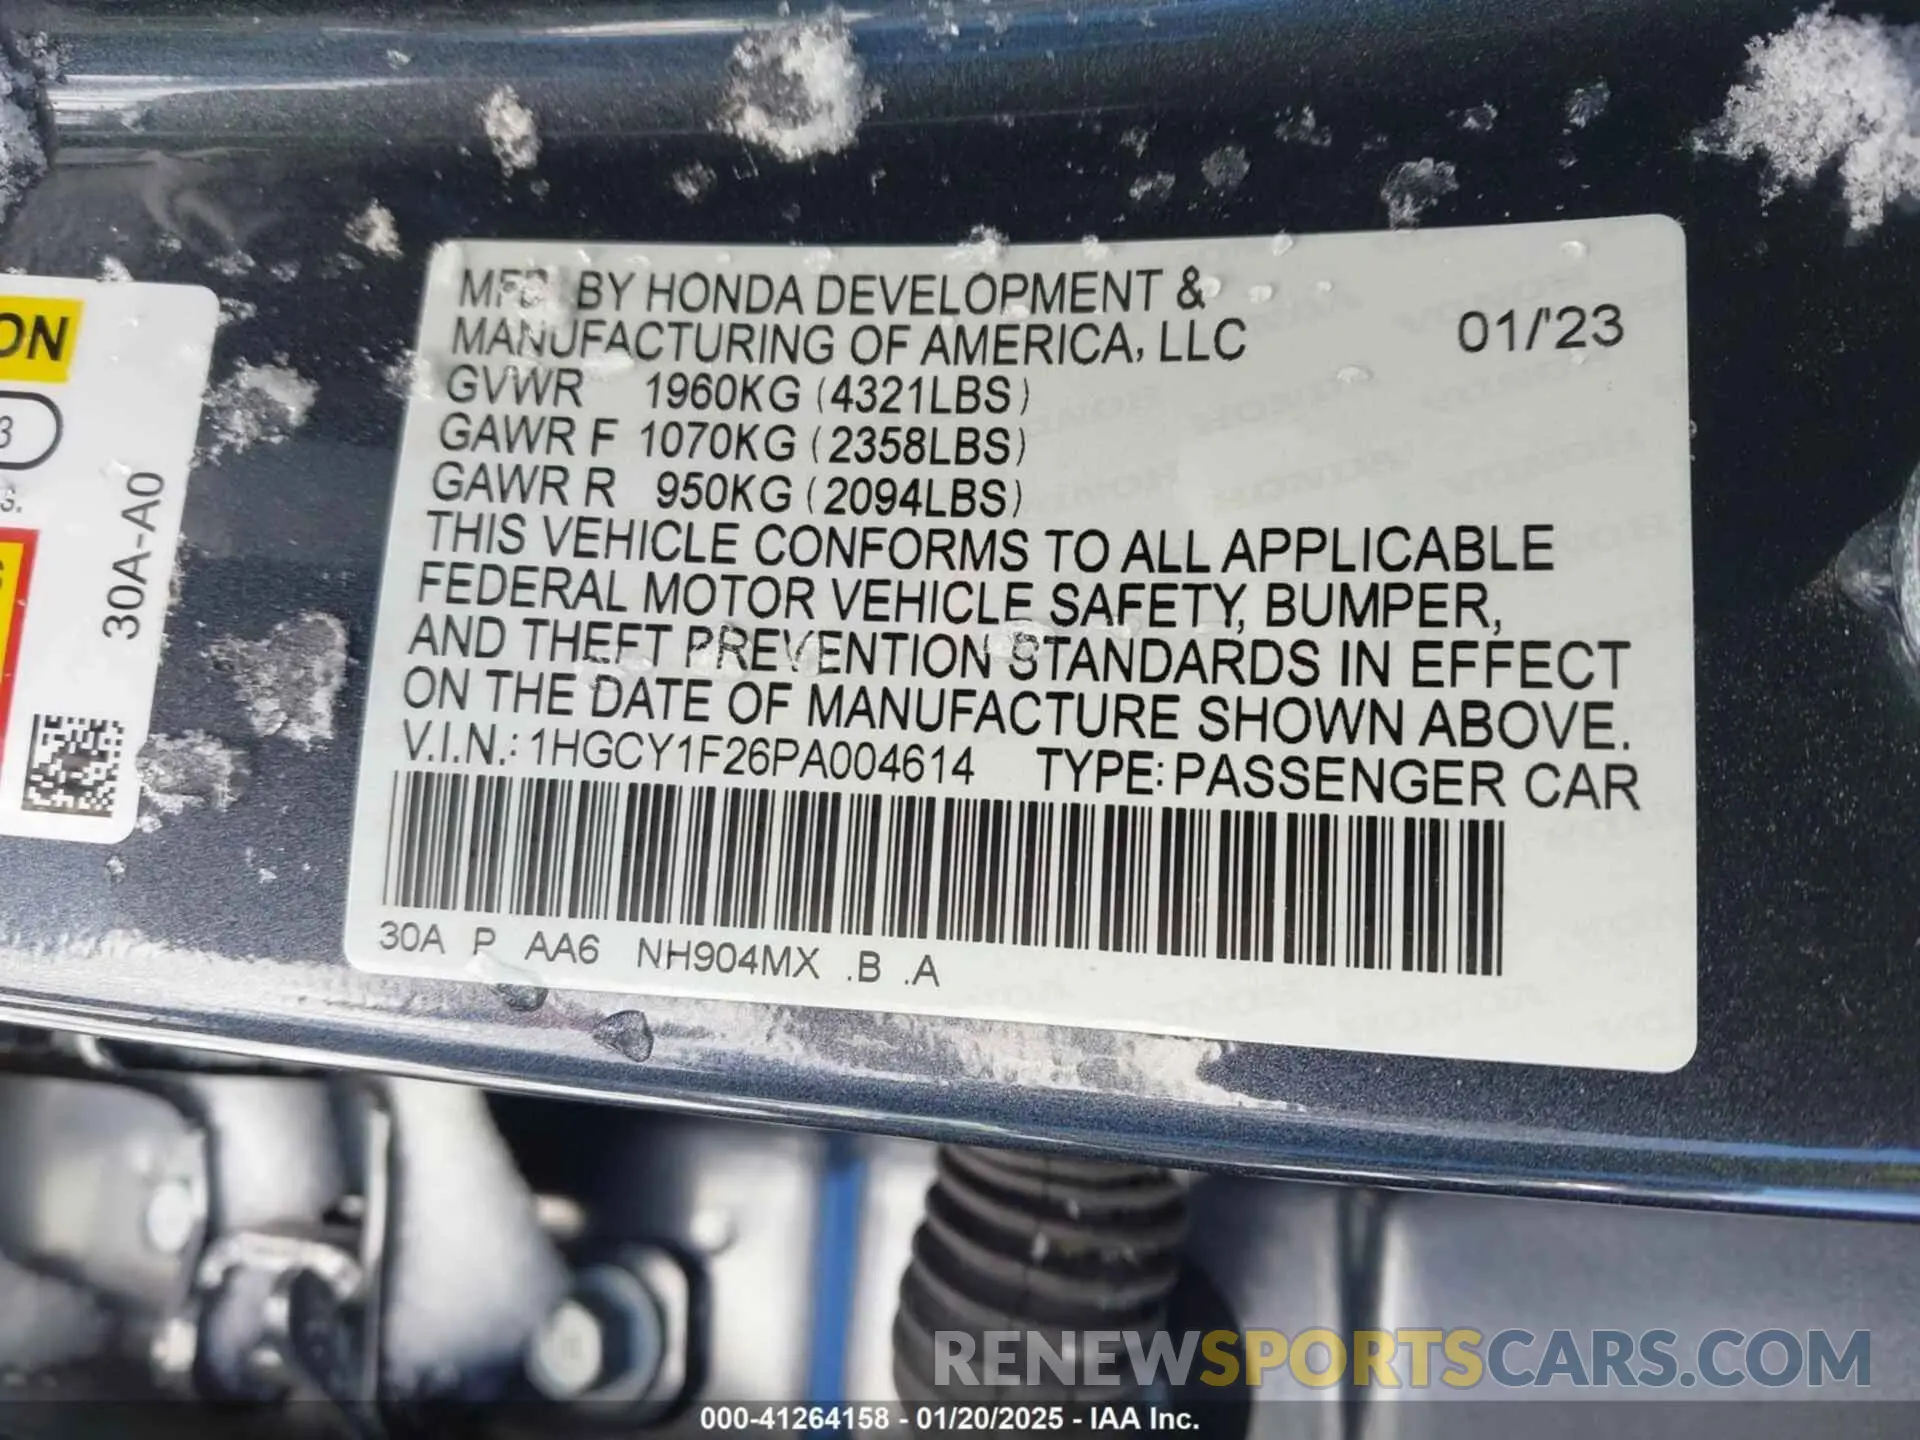 MFD BY HONDA DEVELOPMENT &
MANUFACTURING OF AMERICA, LLC
01/'23
GVWR 1960KG (4321LBS)
GAWR F 1070KG (2358LBS)
GAWR R 950KG (2094LBS)
THIS VEHICLE CONFORMS TO ALL APPLICABLE
FEDERAL MOTOR VEHICLE SAFETY, BUMPER,
AND THEFT PREVENTION STANDARDS IN EFFECT
ON THE DATE OF MANUFACTURE SHOWN ABOVE.
V.I.N.: 1HGCY1F26PA004614 TYPE: PASSENGER CAR
30A P AA6 NH904MX .B .A
ON
3
S.
30A-A0
RENEWSPORTSCARS.COM
000-41264158 - 01/20/2025 - IAA Inc.